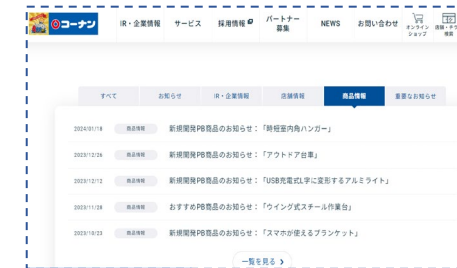 コーナン
IR・企業情報 サービス 採用情報 パートナー募集 NEWS お問い合わせ オンラインショップ 店舗・チラシ検索
すべて お知らせ IR・企業情報 店舗情報 商品情報 重要なお知らせ
2024/01/18 商品情報 新規開発PB商品のお知らせ:「時短室内角ハンガー」
2023/12/26 商品情報 新規開発PB商品のお知らせ:「アウトドア台車」
2023/12/12 商品情報 新規開発PB商品のお知らせ:「USB充電式L字に変形するアルミライト」
2023/11/28 商品情報 おすすめPB商品のお知らせ:「ウイング式スチール作業台」
2023/10/23 商品情報 新規開発PB商品のお知らせ:「スマホが使えるブランケット」
一覧を見る